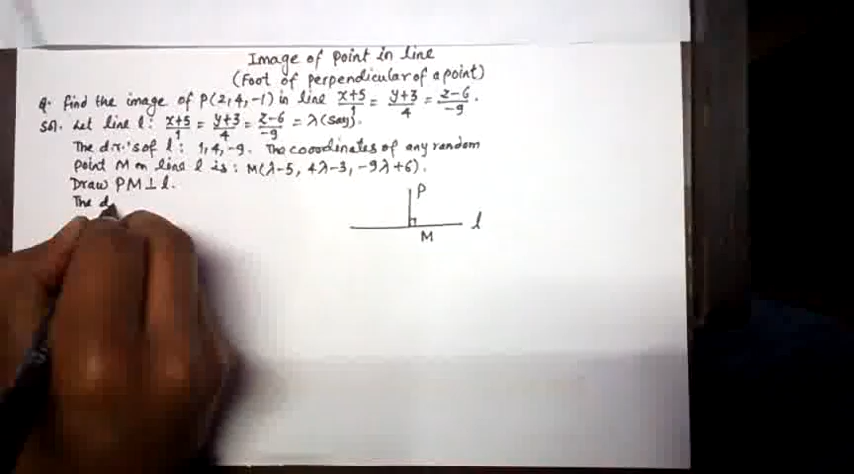 Image of point in line
(Foot of perpendicular of a point)
Q. Find the image of P(2,4,-1) in line x+5/1 = y+3/4 = z-6/-9.
Sol. Let line l: x+5/1 = y+3/4 = z-6/-9 = λ(say).
The d.r.'s of l: 1,4,-9. The coordinates of any random
point M on line l is: M(λ-5, 4λ-3, -9λ+6).
Draw PM⊥l.
The d
P
l
M